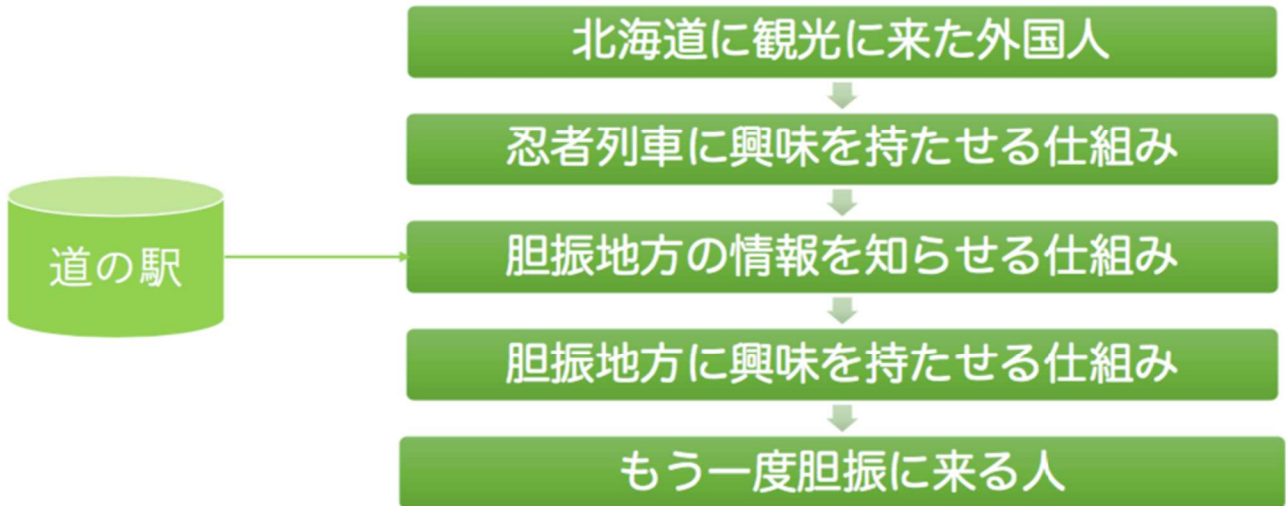 北海道に観光に来た外国人
忍者列車に興味を持たせる仕組み
道の駅
胆振地方の情報を知らせる仕組み
胆振地方に興味を持たせる仕組み
もう一度胆振に来る人